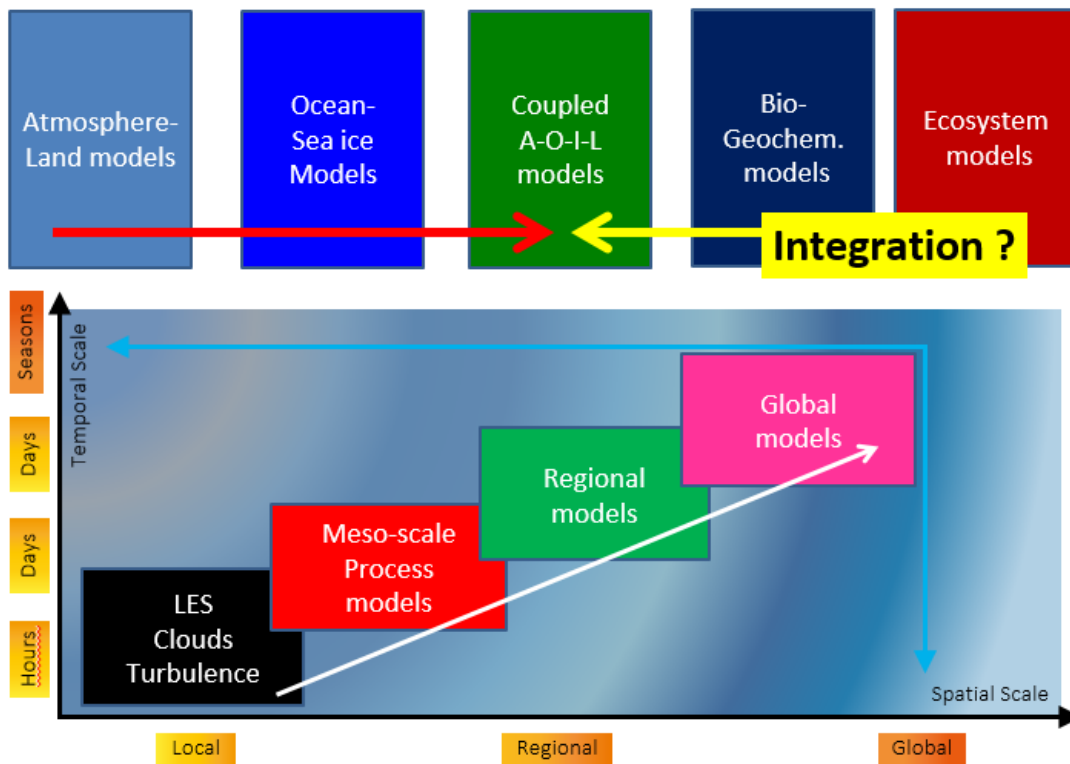 Atmosphere-
Land models
Ocean-
Sea ice
Models
Coupled
A-O-I-L
models
Bio-
Geochem.
models
Ecosystem
models
Integration ?
Seasons
Days
Days
Hours
Temporal Scale
Global
models
Regional
models
Meso-scale
Process
models
LES
Clouds
Turbulence
Spatial Scale
Local
Regional
Global